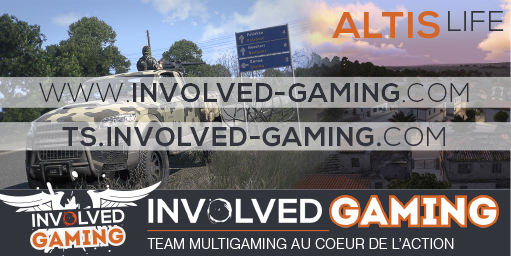 ALTIS LIFE
WWW.INVOLVED-GAMING.COM
TS.INVOLVED-GAMING.COM
INVOLVED
GAMING
INVOLVED GAMING
TEAM MULTIGAMING AU COEUR DE L'ACTION